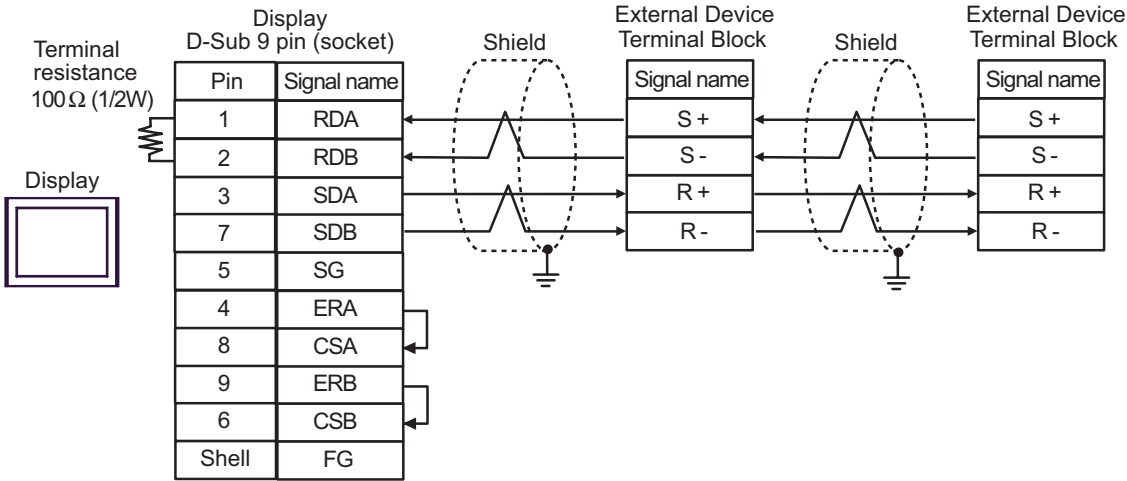 Display
D-Sub 9 pin (socket)
Terminal
resistance
100Ω (1/2W)
Display
Pin Signal name
1 RDA
2 RDB
3 SDA
7 SDB
5 SG
4 ERA
8 CSA
9 ERB
6 CSB
Shell FG
Shield
External Device
Terminal Block
Signal name
S +
S -
R +
R -
Shield
External Device
Terminal Block
Signal name
S +
S -
R +
R -